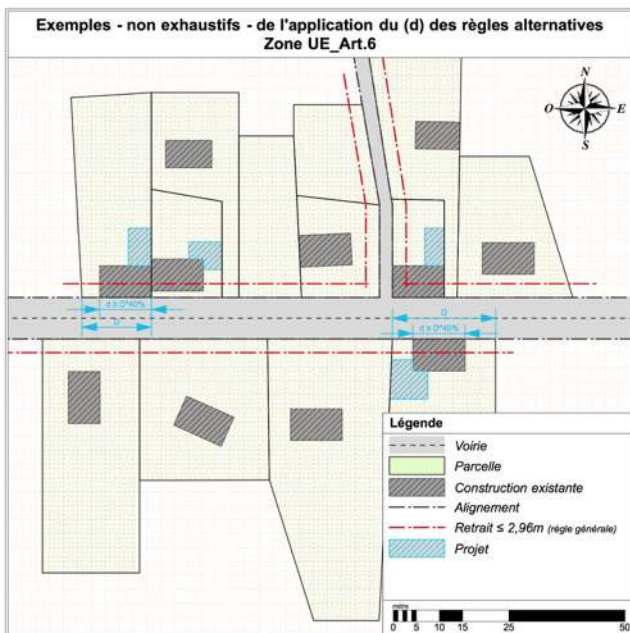 Exemples - non exhaustifs - de l'application du (d) des règles alternatives
Zone UE_Art.6
N
O
E
S
d ≥ D*40%
D
D
d ≥ D*40%
Légende
Voirie
Parcelle
Construction existante
Alignement
Retrait ≤ 2,96m (règle générale)
Projet
mètre
0 5 10 15 25 50